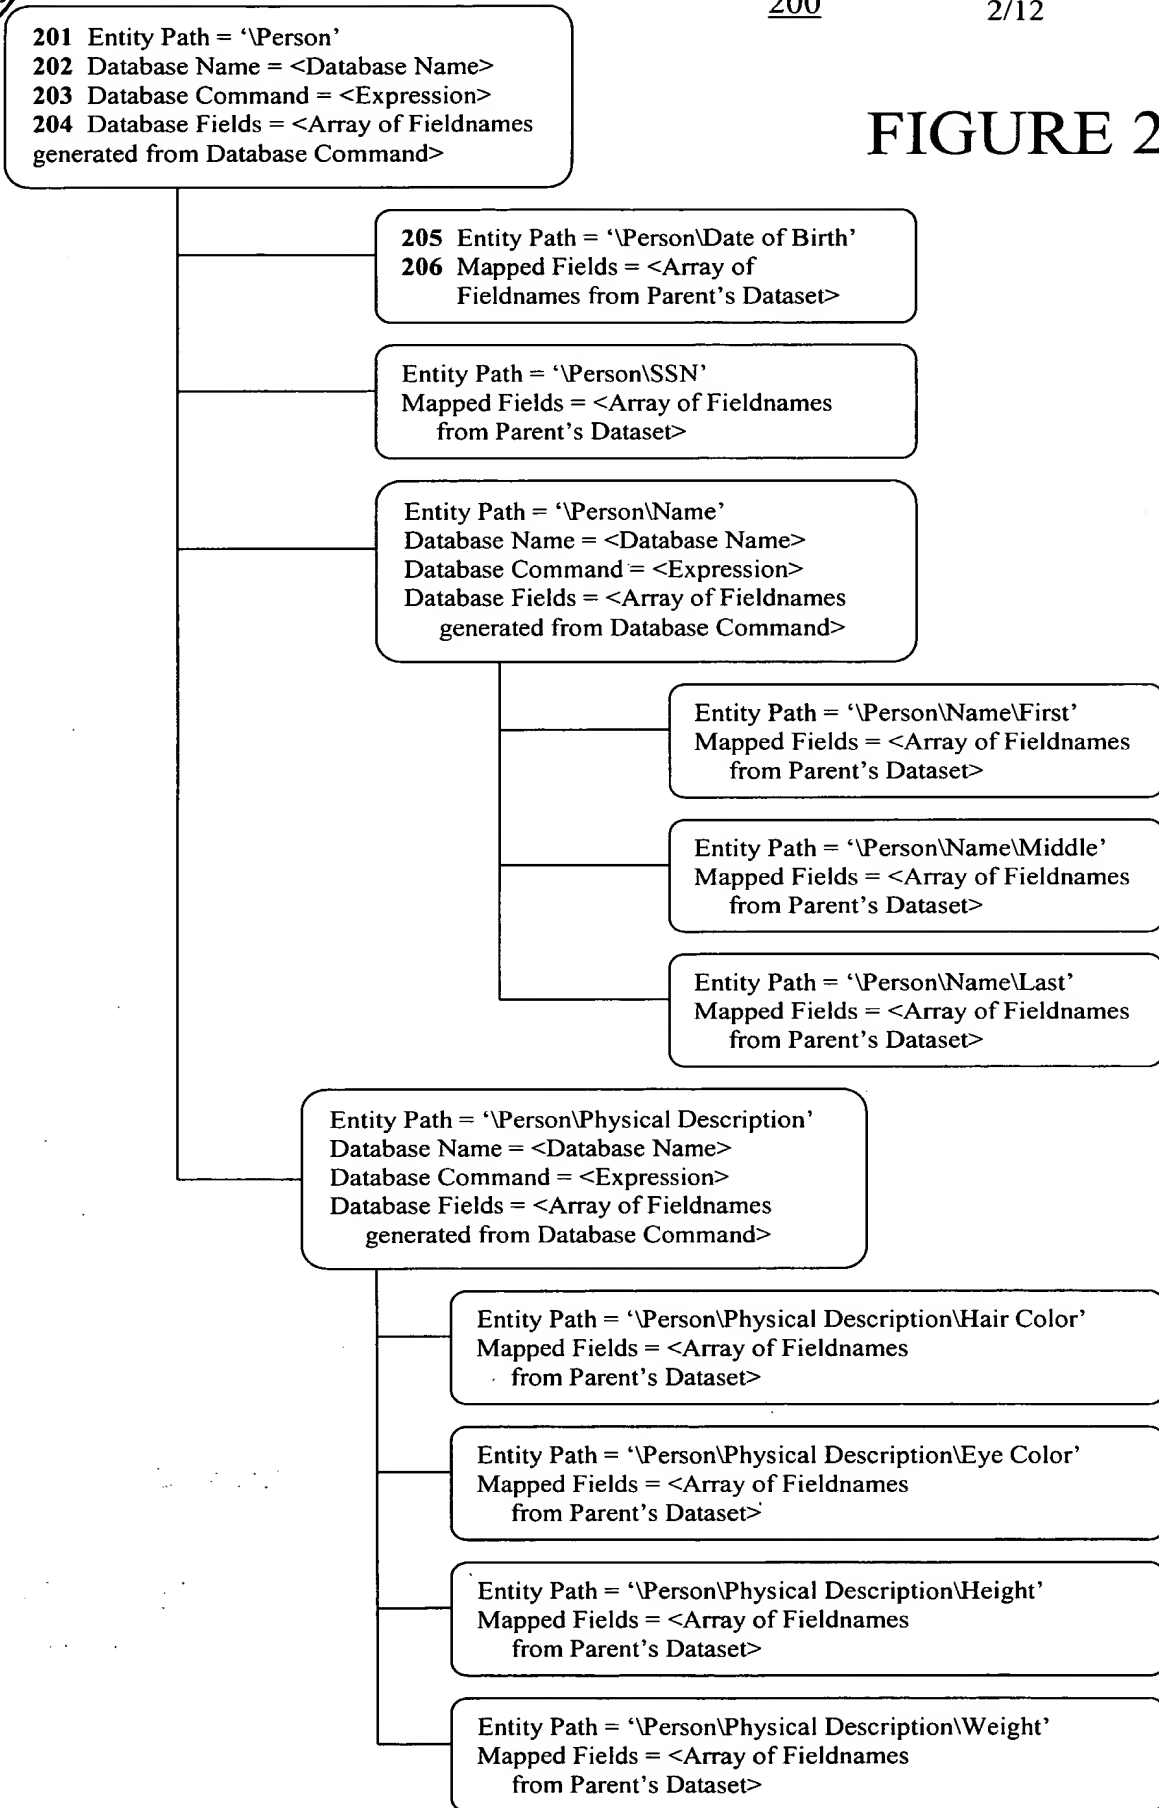 200
2/12
FIGURE 2
201 Entity Path = ‘\Person’
202 Database Name = <Database Name>
203 Database Command = <Expression>
204 Database Fields = <Array of Fieldnames
generated from Database Command>
205 Entity Path = ‘\Person\Date of Birth’
206 Mapped Fields = <Array of
Fieldnames from Parent's Dataset>
Entity Path = ‘\Person\SSN’
Mapped Fields = <Array of Fieldnames
from Parent's Dataset>
Entity Path = ‘\Person\Name’
Database Name = <Database Name>
Database Command = <Expression>
Database Fields = <Array of Fieldnames
generated from Database Command>
Entity Path = ‘\Person\Name\First’
Mapped Fields = <Array of Fieldnames
from Parent's Dataset>
Entity Path = ‘\Person\Name\Middle’
Mapped Fields = <Array of Fieldnames
from Parent's Dataset>
Entity Path = ‘\Person\Name\Last’
Mapped Fields = <Array of Fieldnames
from Parent's Dataset>
Entity Path = ‘\Person\Physical Description’
Database Name = <Database Name>
Database Command = <Expression>
Database Fields = <Array of Fieldnames
generated from Database Command>
Entity Path = ‘\Person\Physical Description\Hair Color’
Mapped Fields = <Array of Fieldnames
from Parent's Dataset>
Entity Path = ‘\Person\Physical Description\Eye Color’
Mapped Fields = <Array of Fieldnames
from Parent's Dataset>
Entity Path = ‘\Person\Physical Description\Height’
Mapped Fields = <Array of Fieldnames
from Parent's Dataset>
Entity Path = ‘\Person\Physical Description\Weight’
Mapped Fields = <Array of Fieldnames
from Parent's Dataset>